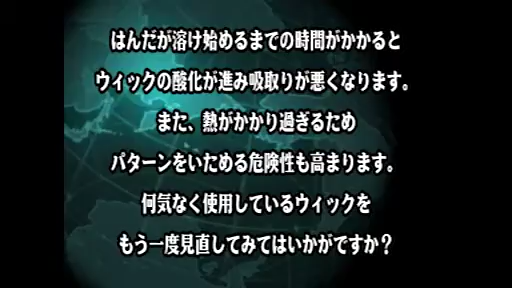 はんだが溶け始めるまでの時間がかかると
ウィックの酸化が進み吸取りが悪くなります。
また、熱がかかり過ぎるため
パターンをいためる危険性も高まります。
何気なく使用しているウィックを
もう一度見直してみてはいかがですか？